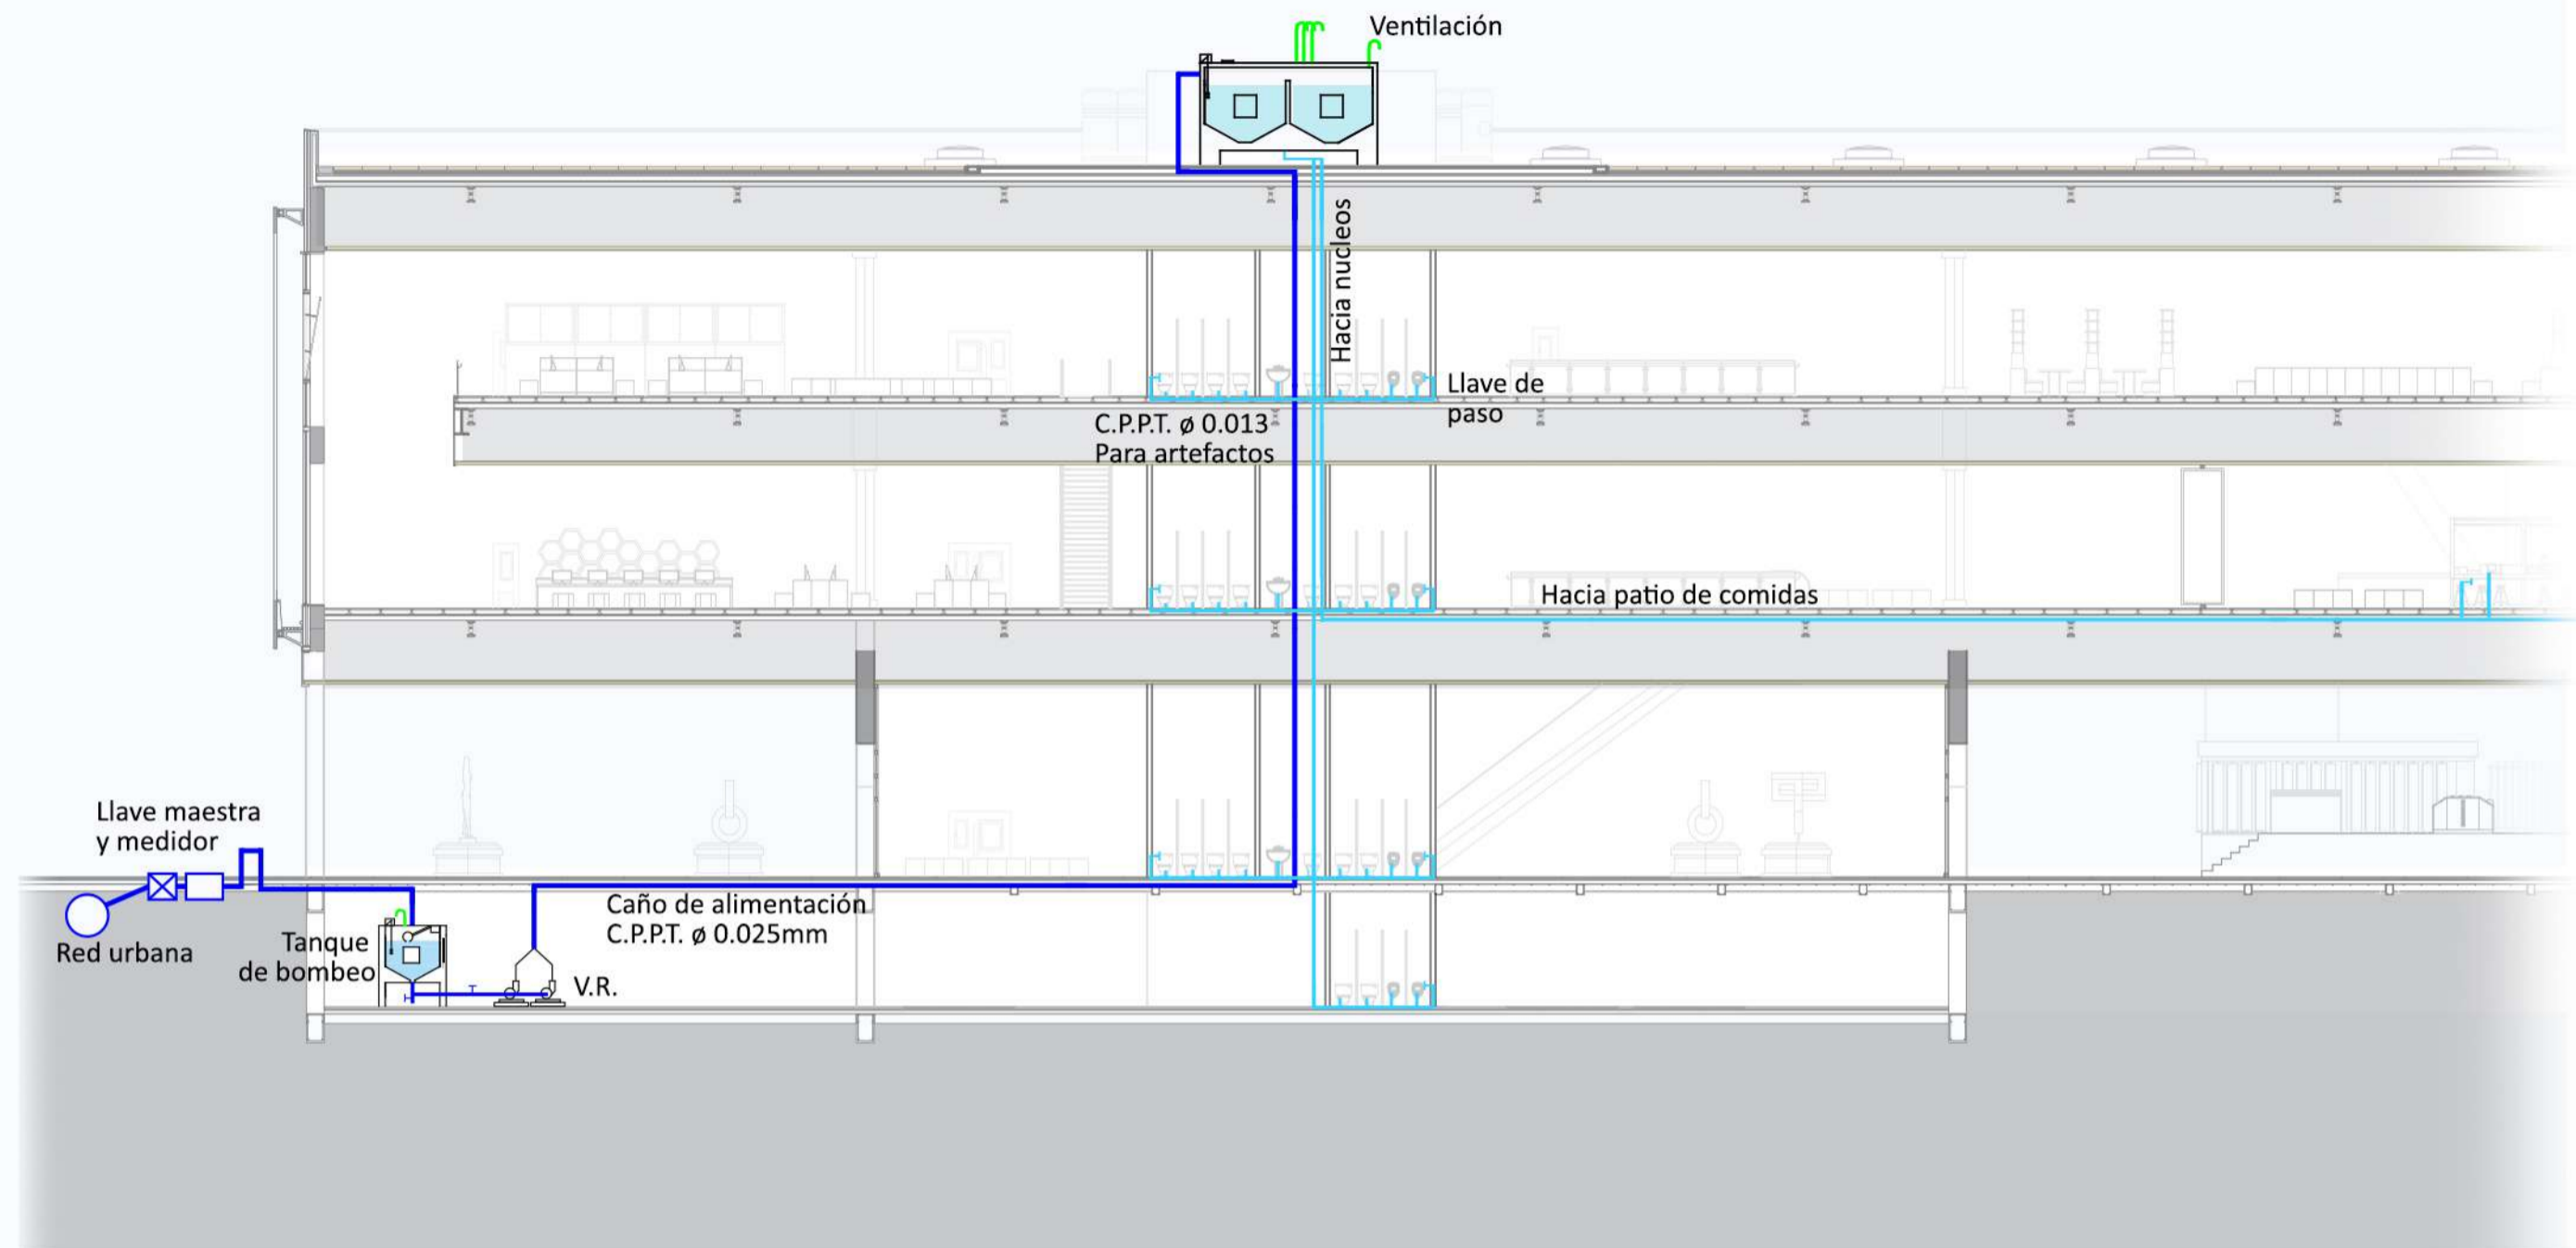 Ventilación
Hacia nucleos
Llave de
paso
C.P.P.T. ø 0.013
Para artefactos
Hacia patio de comidas
Llave maestra
y medidor
Red urbana
Tanque
de bombeo
Caño de alimentación
C.P.P.T. ø 0.025mm
V.R.